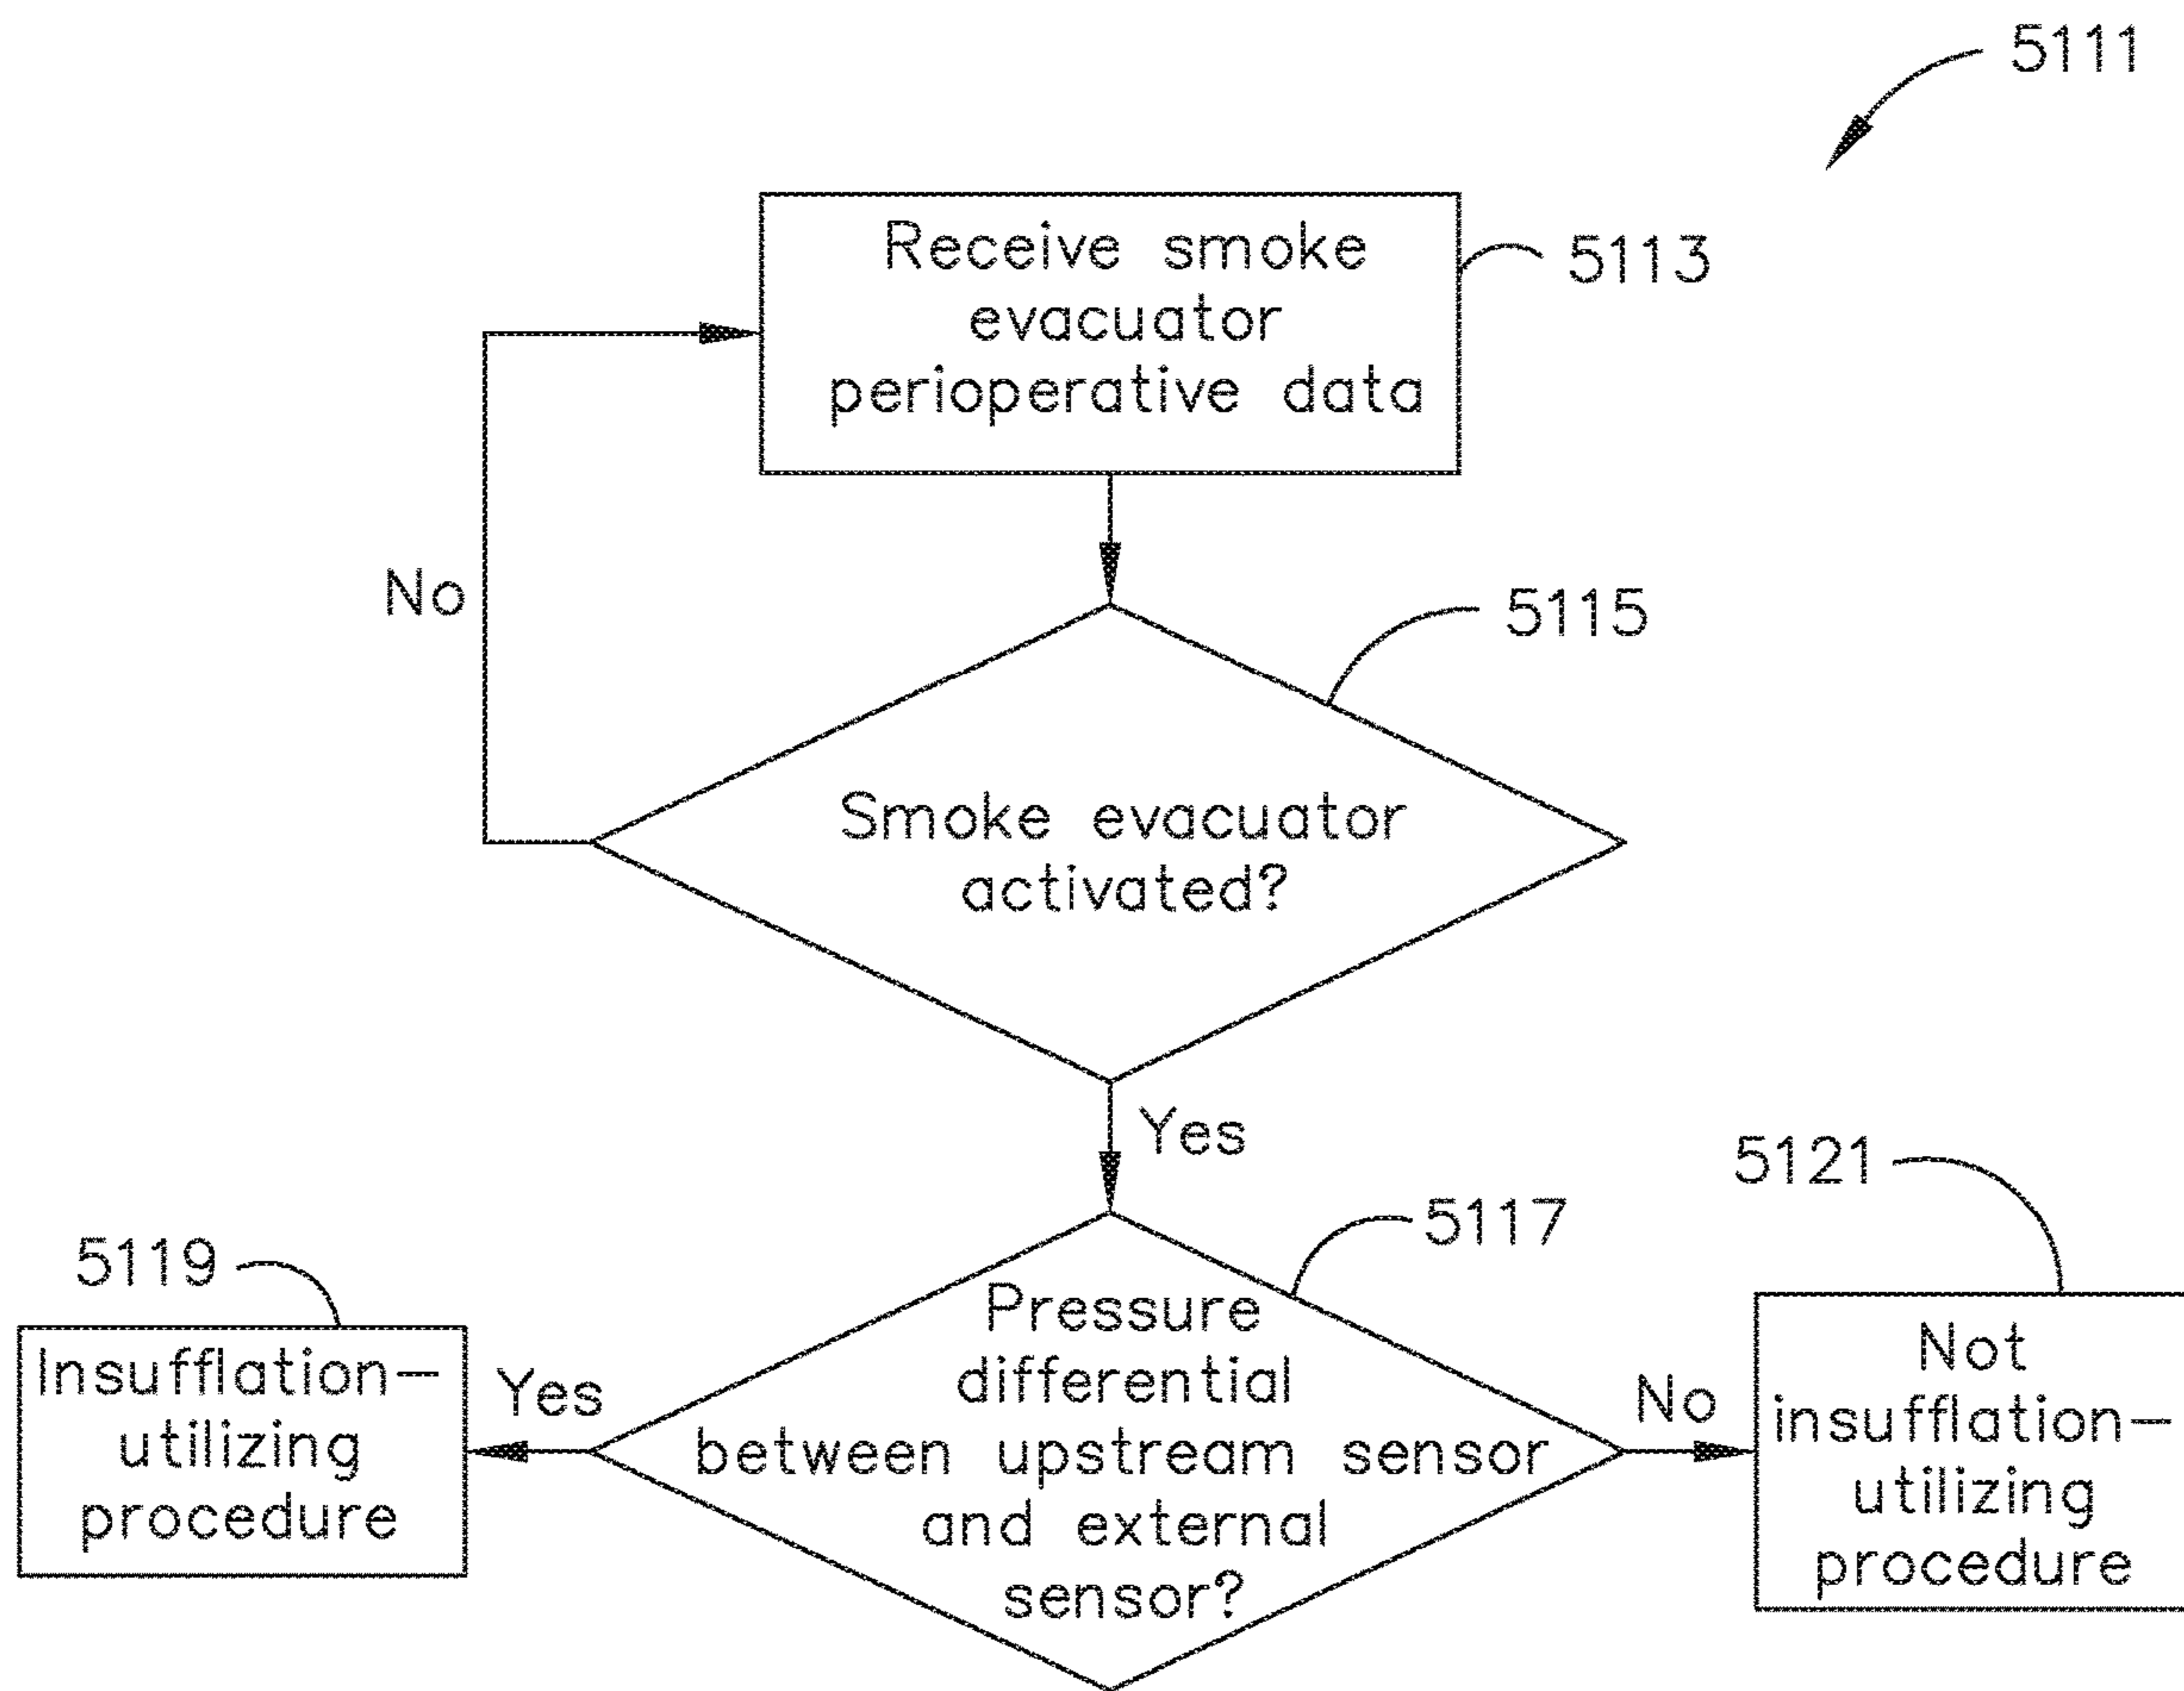 5111
Receive smoke
evacuator
perioperative data
5113
No
5115
Smoke evacuator
activated?
Yes
5121
5117
5119
Pressure
differential
between upstream sensor
and external
sensor?
Insufflation-
utilizing
procedure
Yes
No
Not
insufflation-
utilizing
procedure